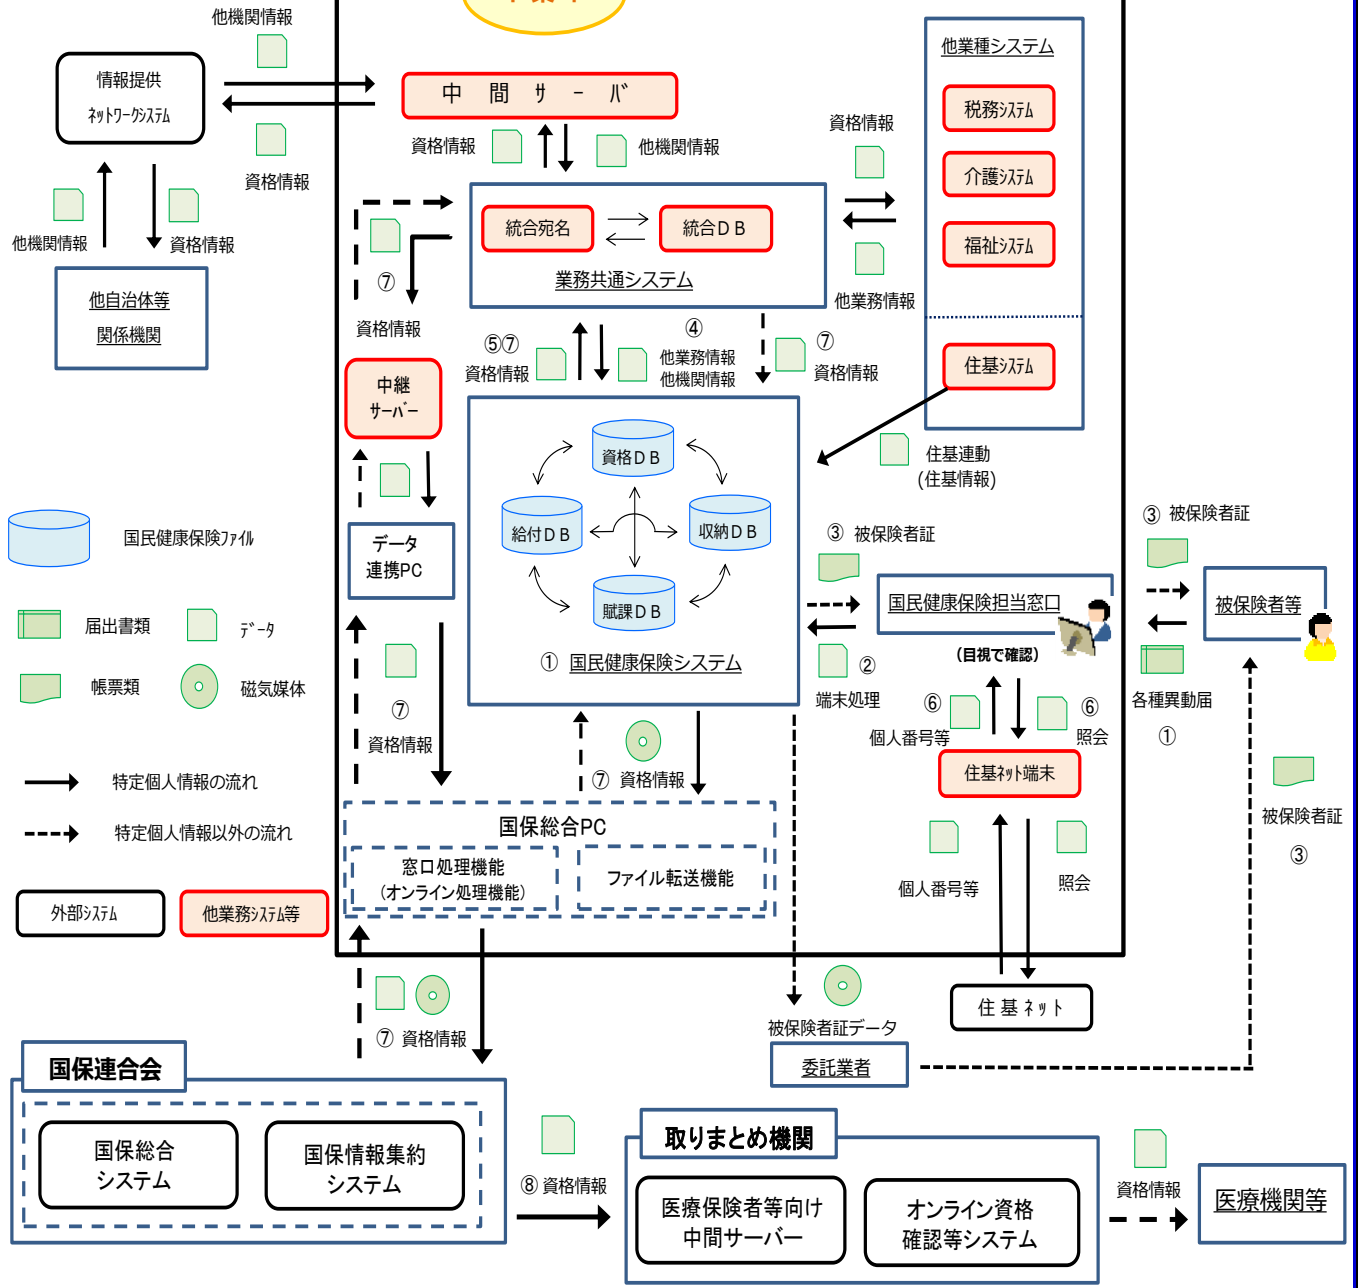 他機関情報
情報提供
ﾈｯﾄﾜｰｸｼｽﾃﾑ
資格情報
他機関情報
資格情報
他自治体等
関係機関
中 間 サ ー バ
資格情報
他機関情報
統合宛名
統合DB
業務共通システム
⑦
資格情報
資格情報
他業務情報
他業種システム
税務ｼｽﾃﾑ
介護ｼｽﾃﾑ
福祉ｼｽﾃﾑ
住基ｼｽﾃﾑ
住基連動
(住基情報)
⑤⑦
資格情報
④
他業務情報
他機関情報
⑦
資格情報
中継
ｻｰﾊﾞｰ
データ
連携PC
資格DB
給付DB
収納DB
賦課DB
① 国民健康保険システム
国民健康保険ﾌｧｲﾙ
届出書類
ﾃﾞｰﾀ
帳票類
磁気媒体
特定個人情報の流れ
特定個人情報以外の流れ
外部ｼｽﾃﾑ
他業務ｼｽﾃﾑ等
③ 被保険者証
国民健康保険担当窓口
(目視で確認)
②
端末処理
③ 被保険者証
被保険者等
各種異動届
①
⑥
個人番号等
⑥
照会
住基ﾈｯﾄ端末
個人番号等
照会
住 基 ネ ッ ト
被保険者証
③
⑦
資格情報
⑦ 資格情報
国保総合PC
窓口処理機能
(オンライン処理機能)
ファイル転送機能
⑦ 資格情報
被保険者証データ
委託業者
国保連合会
国保総合
システム
国保情報集約
システム
⑧ 資格情報
取りまとめ機関
医療保険者等向け
中間サーバー
オンライン資格
確認等システム
資格情報
医療機関等